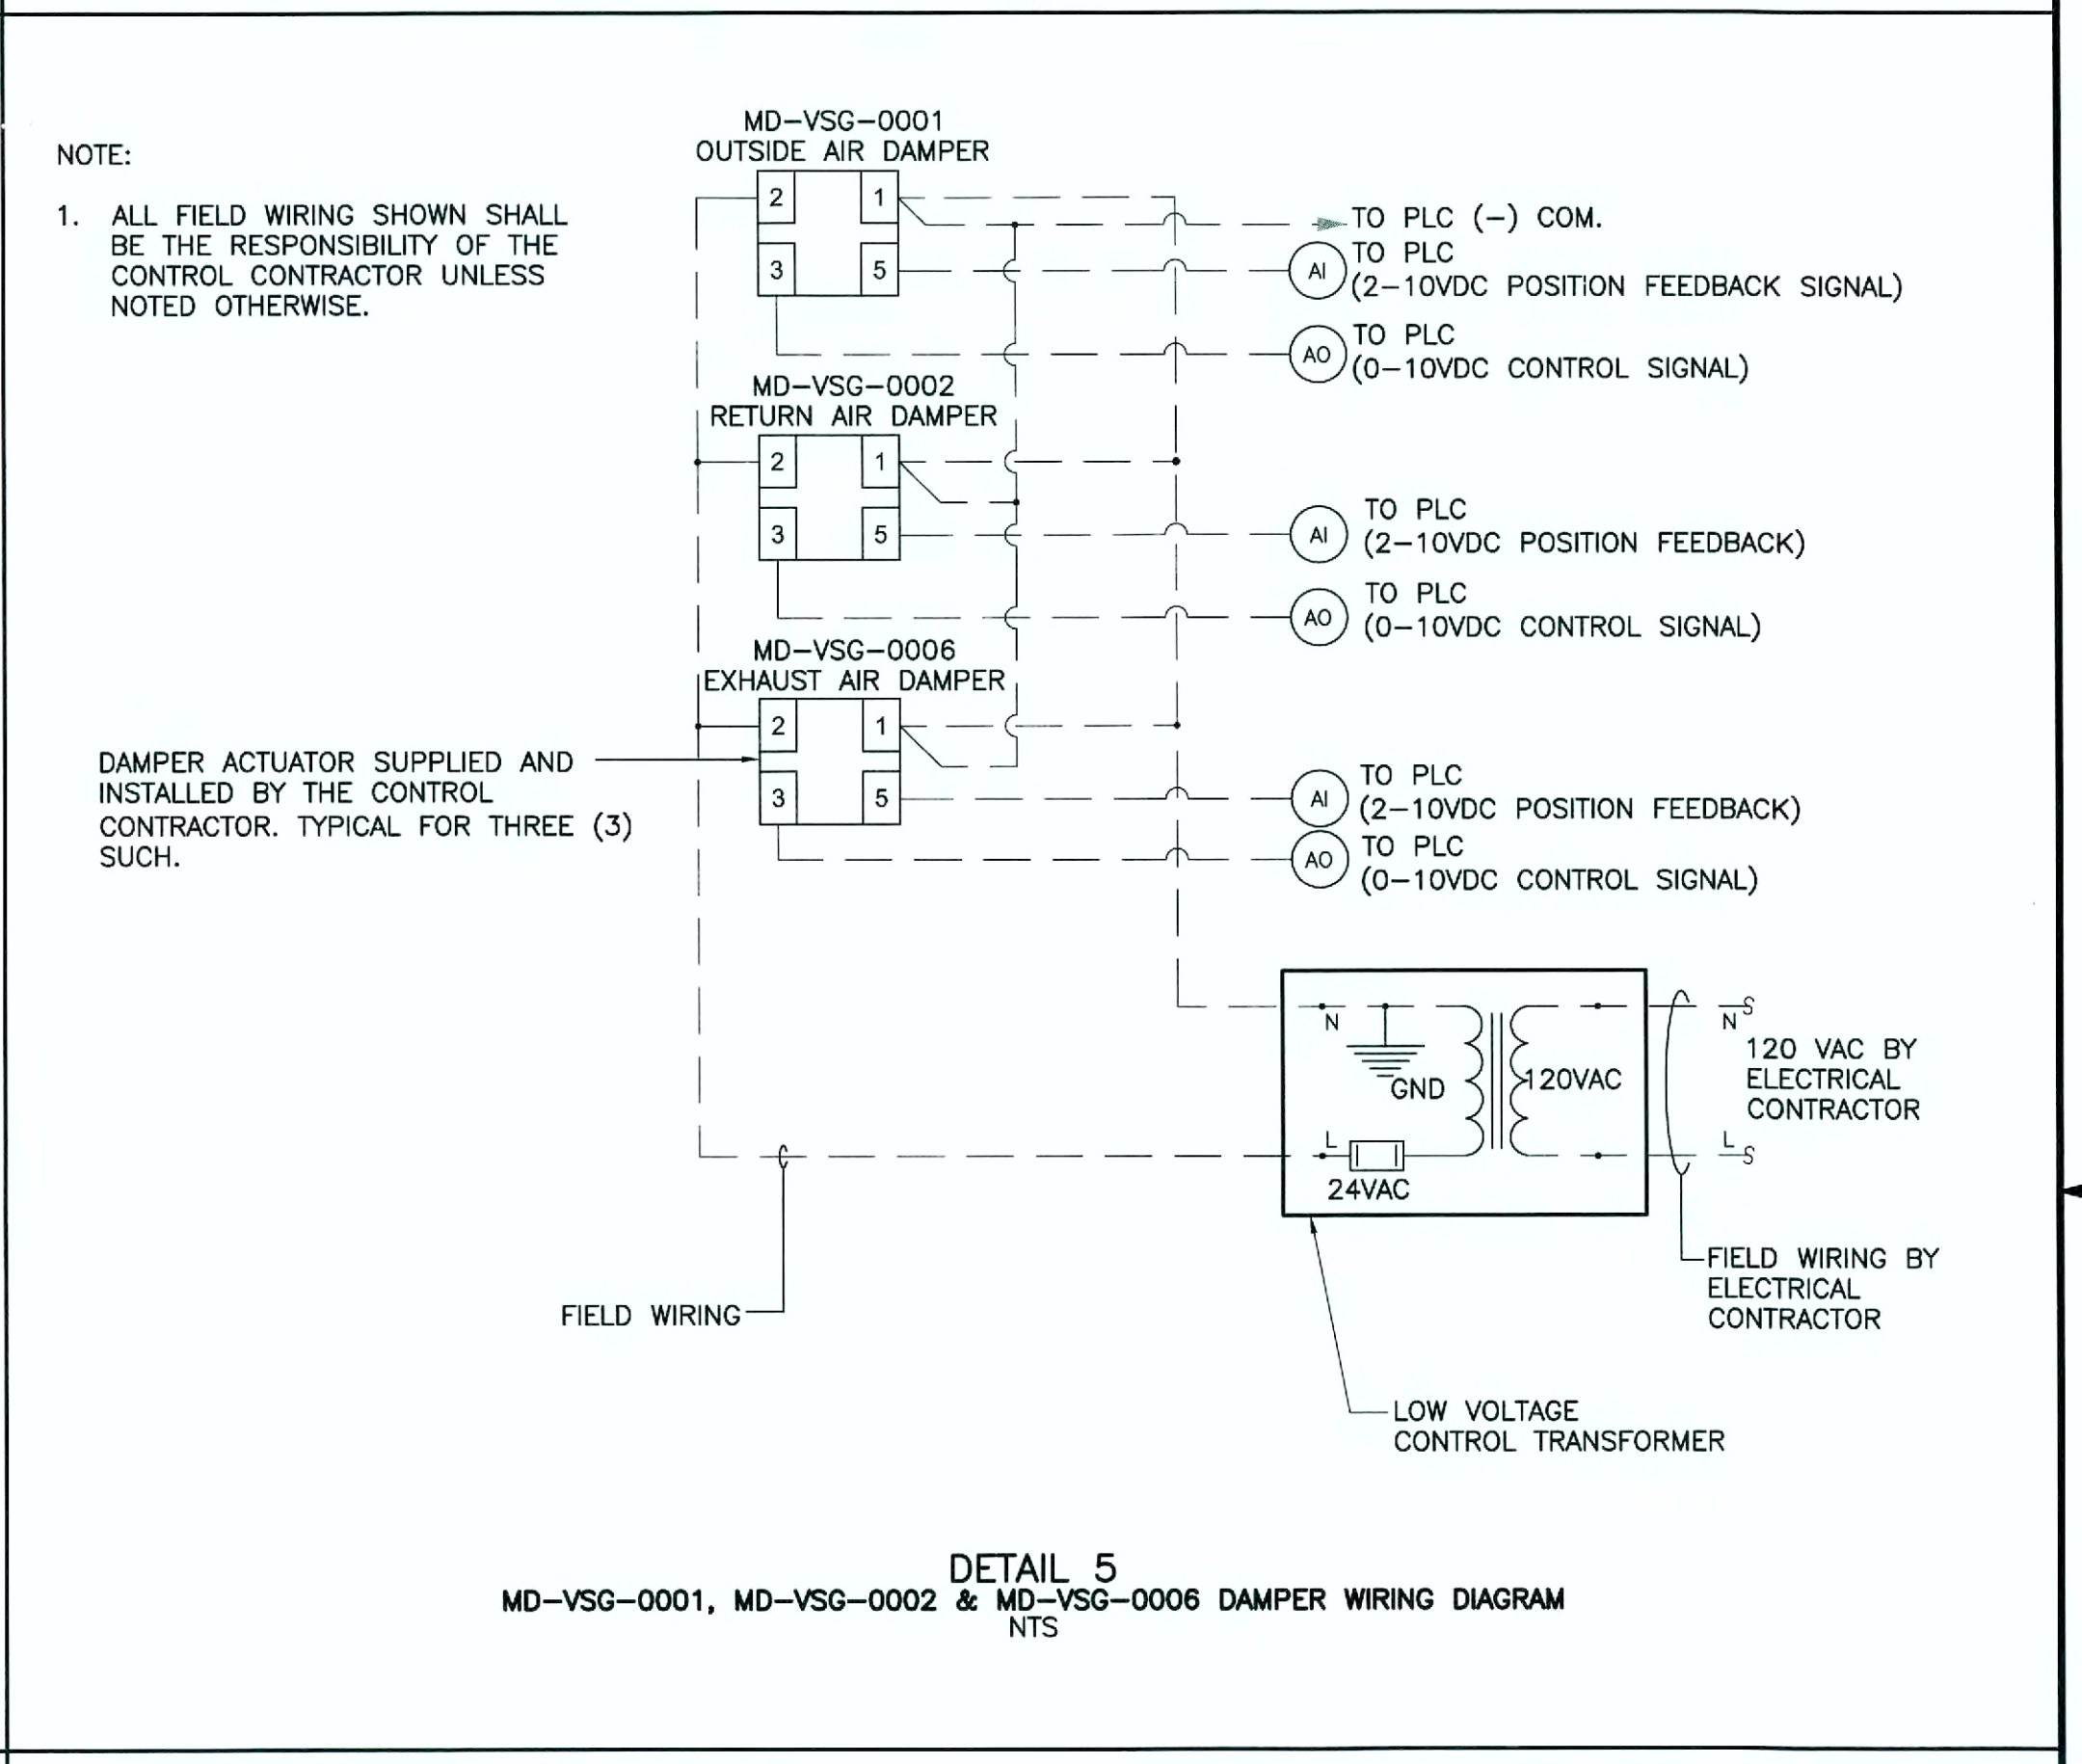 NOTE:
1. ALL FIELD WIRING SHOWN SHALL
BE THE RESPONSIBILITY OF THE
CONTROL CONTRACTOR UNLESS
NOTED OTHERWISE.
MD-VSG-0001
OUTSIDE AIR DAMPER
2 1
3 5
TO PLC (-) COM.
AI
TO PLC
(2-10VDC POSITION FEEDBACK SIGNAL)
AO
TO PLC
(0-10VDC CONTROL SIGNAL)
MD-VSG-0002
RETURN AIR DAMPER
2 1
3 5
AI
TO PLC
(2-10VDC POSITION FEEDBACK)
AO
TO PLC
(0-10VDC CONTROL SIGNAL)
MD-VSG-0006
EXHAUST AIR DAMPER
2 1
3 5
DAMPER ACTUATOR SUPPLIED AND
INSTALLED BY THE CONTROL
CONTRACTOR. TYPICAL FOR THREE (3)
SUCH.
AI
TO PLC
(2-10VDC POSITION FEEDBACK)
AO
TO PLC
(0-10VDC CONTROL SIGNAL)
N
GND
120VAC
L
24VAC
N
120 VAC BY
ELECTRICAL
CONTRACTOR
L
FIELD WIRING BY
ELECTRICAL
CONTRACTOR
FIELD WIRING
LOW VOLTAGE
CONTROL TRANSFORMER
DETAIL 5
MD-VSG-0001, MD-VSG-0002 & MD-VSG-0006 DAMPER WIRING DIAGRAM
NTS